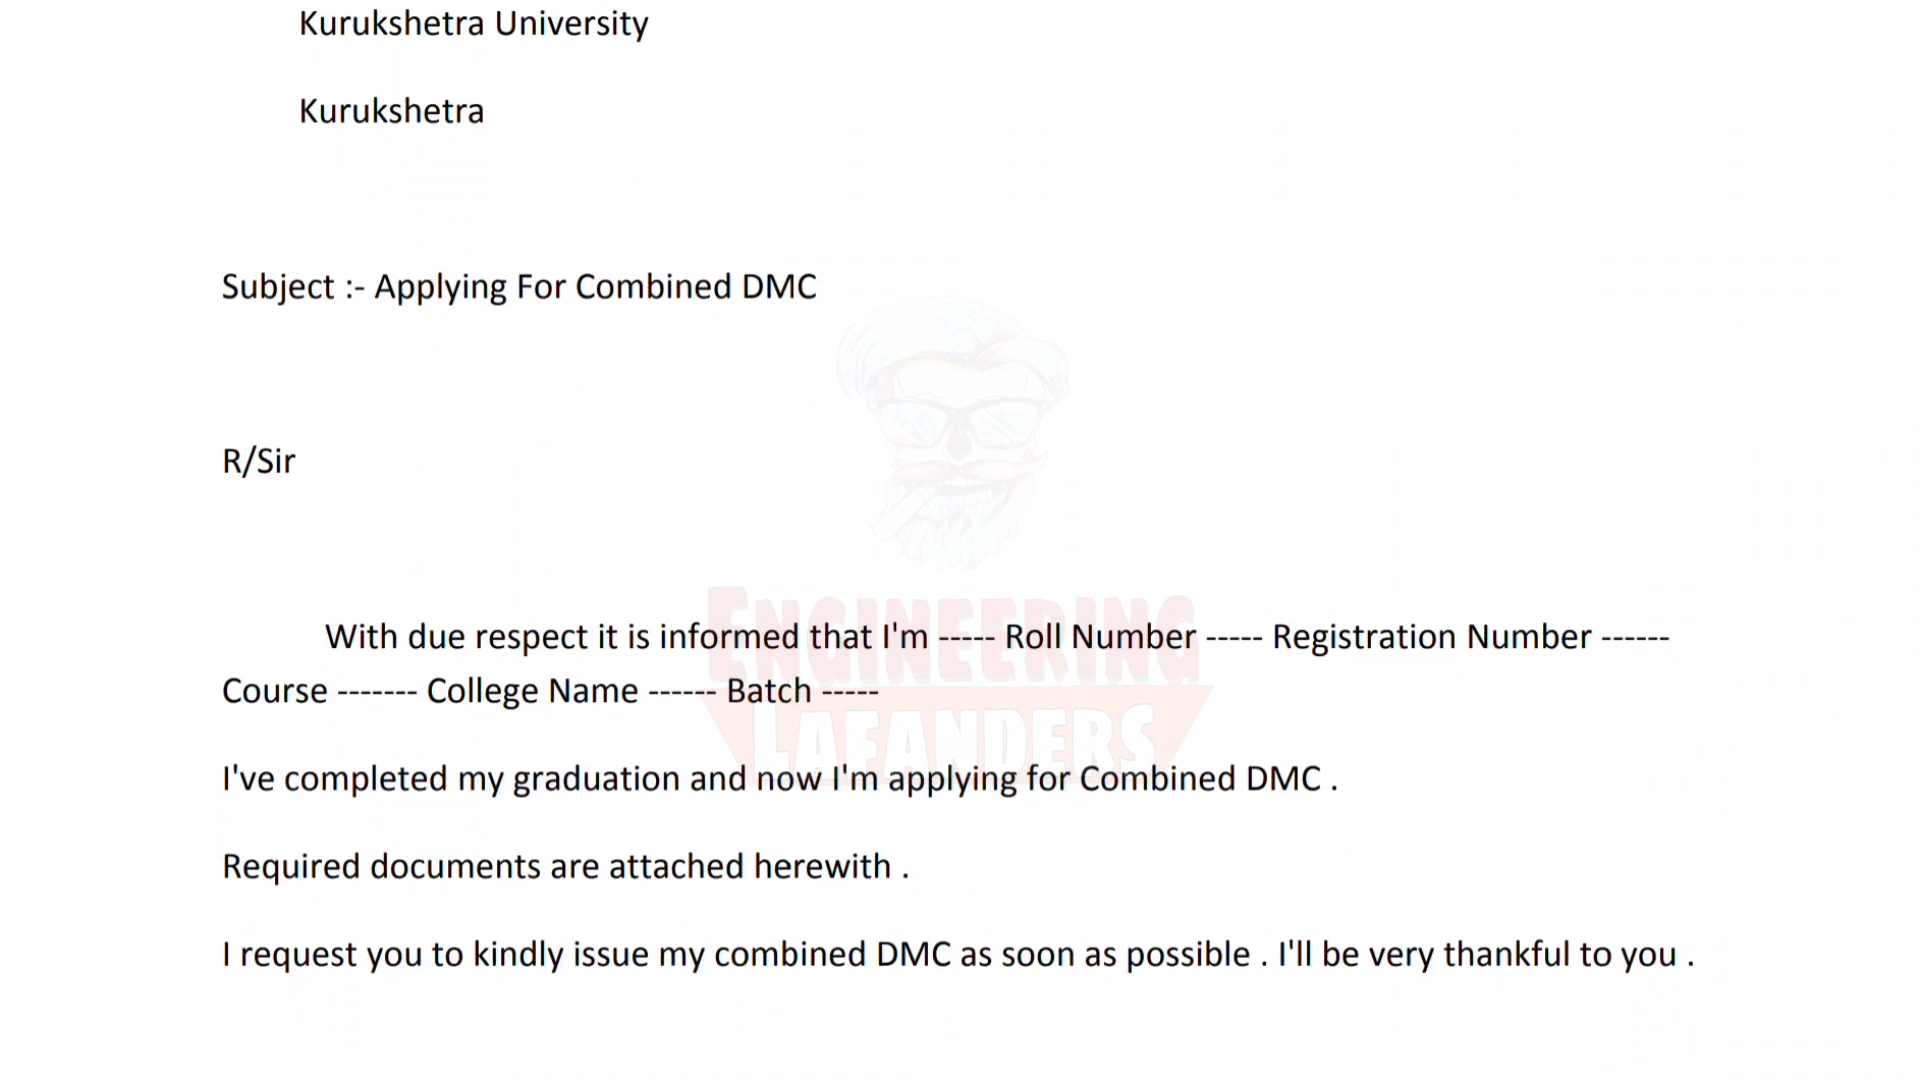 Kurukshetra University
Kurukshetra
Subject :- Applying For Combined DMC
R/Sir
With due respect it is informed that I'm ----- Roll Number ----- Registration Number ------
Course ------- College Name ------ Batch -----
ENGINEERING
LAFANDERS
I've completed my graduation and now I'm applying for Combined DMC .
Required documents are attached herewith .
I request you to kindly issue my combined DMC as soon as possible . I'll be very thankful to you .